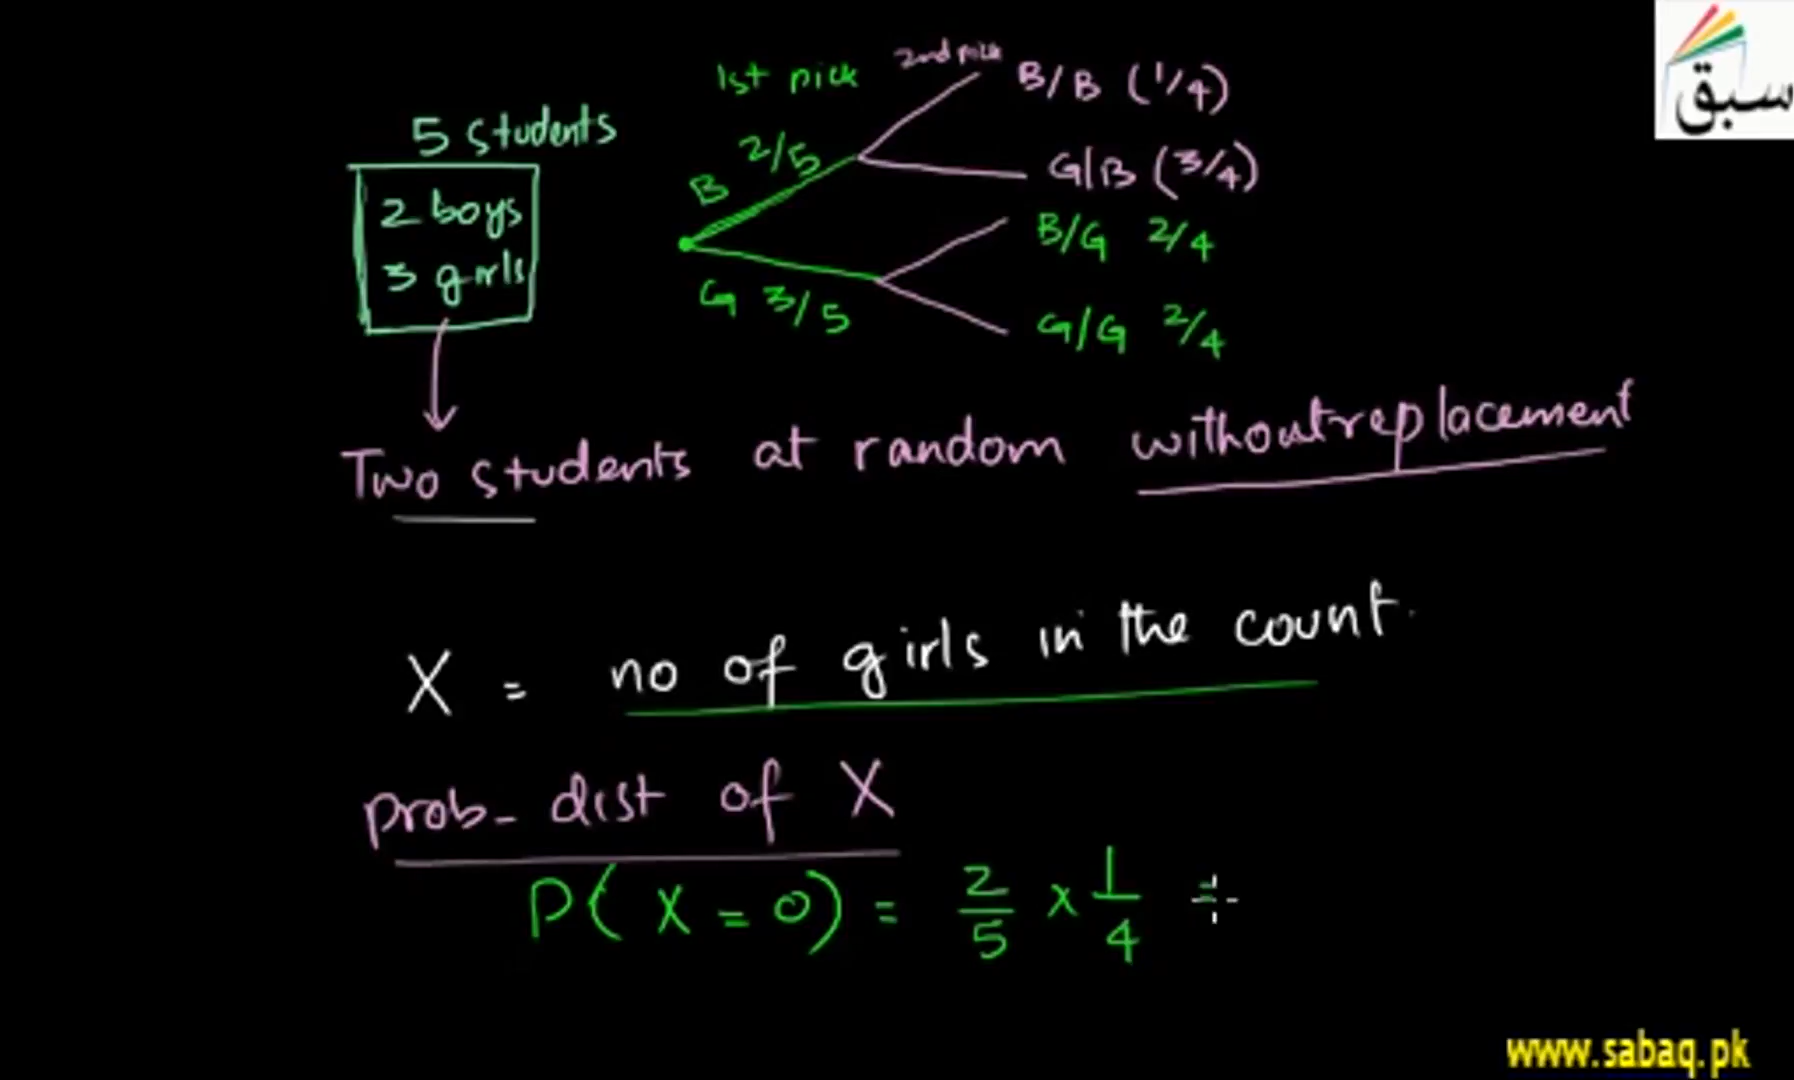 1st pick
2nd pick
B/B (1/4)
سبق
5 students
B 2/5
G/B (3/4)
2 boys
B/G 2/4
3 girls
G 3/5
G/G 2/4
Two students at random without replacement
X = no of girls in the count.
prob- dist of X
P( X = 0) = 2/5 x 1/4 =
www.sabaq.pk